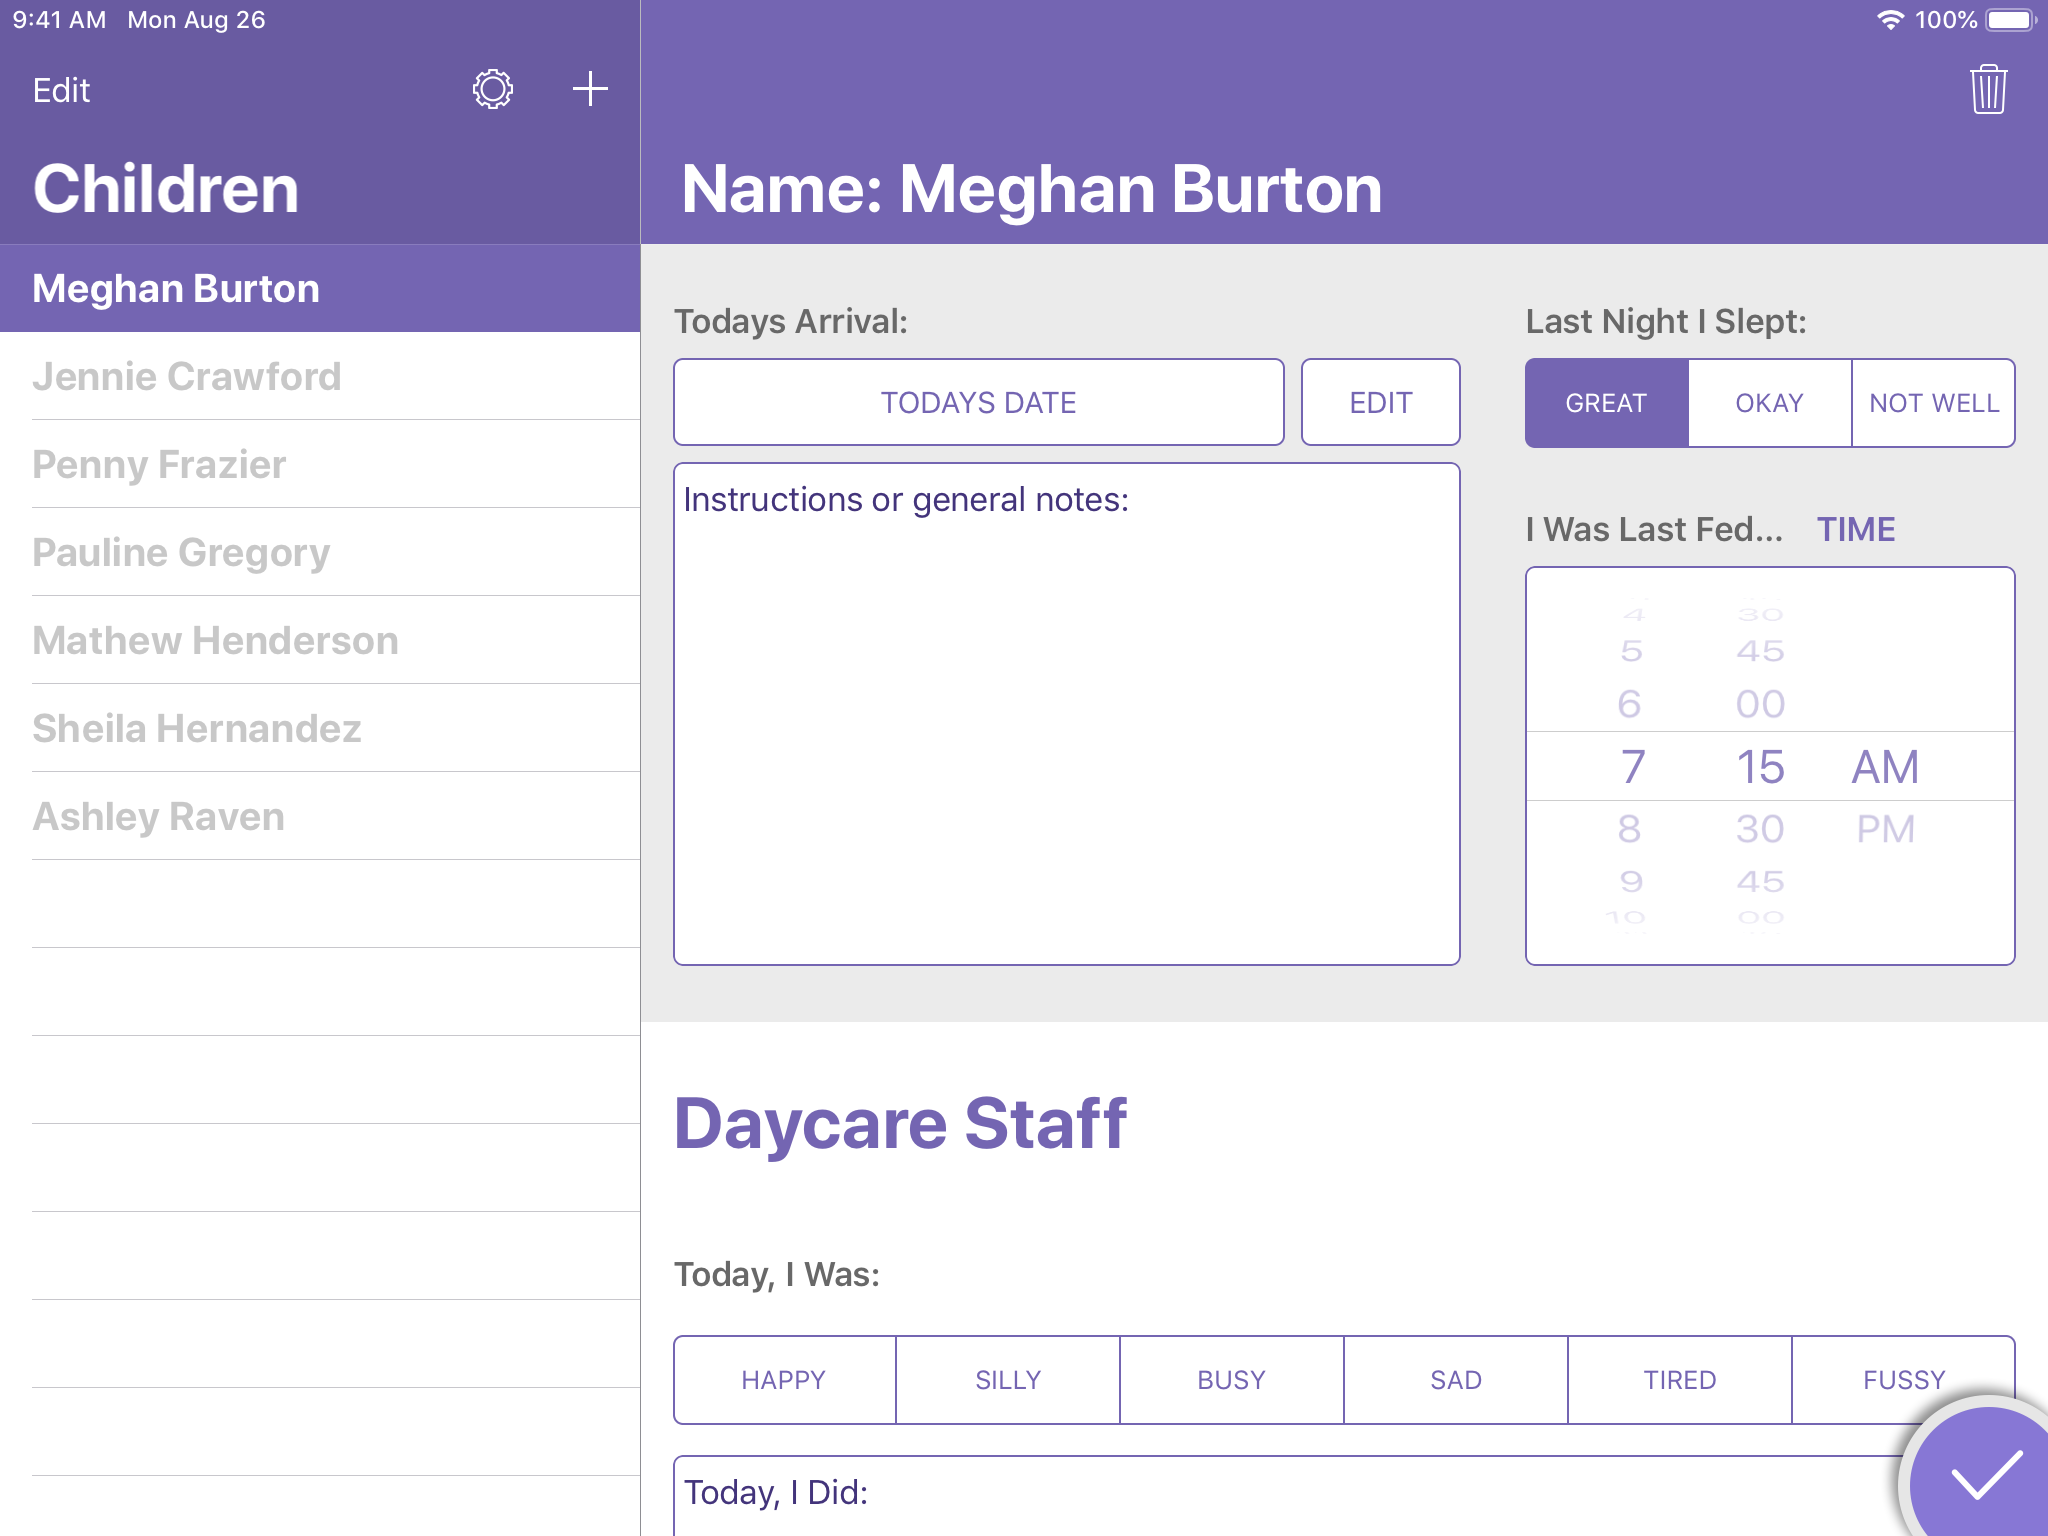 9:41 AM Mon Aug 26
100%
Edit
Children
Meghan Burton
Jennie Crawford
Penny Frazier
Pauline Gregory
Mathew Henderson
Sheila Hernandez
Ashley Raven
Name: Meghan Burton
Todays Arrival:
TODAYS DATE
EDIT
Instructions or general notes:
Last Night I Slept:
GREAT
OKAY
NOT WELL
I Was Last Fed... TIME
4 30
5 45
6 00
7 15 AM
8 30 PM
9 45
10 00
Daycare Staff
Today, I Was:
HAPPY
SILLY
BUSY
SAD
TIRED
FUSSY
Today, I Did: